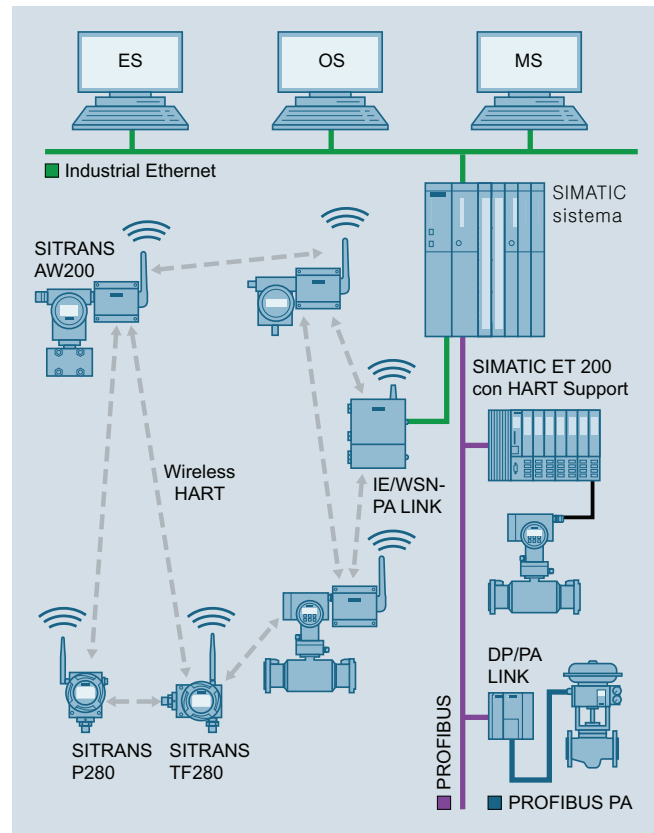 ES
OS
MS
Industrial Ethernet
SIMATIC
sistema
SITRANS
AW200
SIMATIC ET 200
con HART Support
Wireless
HART
IE/WSN-
PA LINK
DP/PA
LINK
SITRANS
P280
SITRANS
TF280
PROFIBUS
PROFIBUS PA